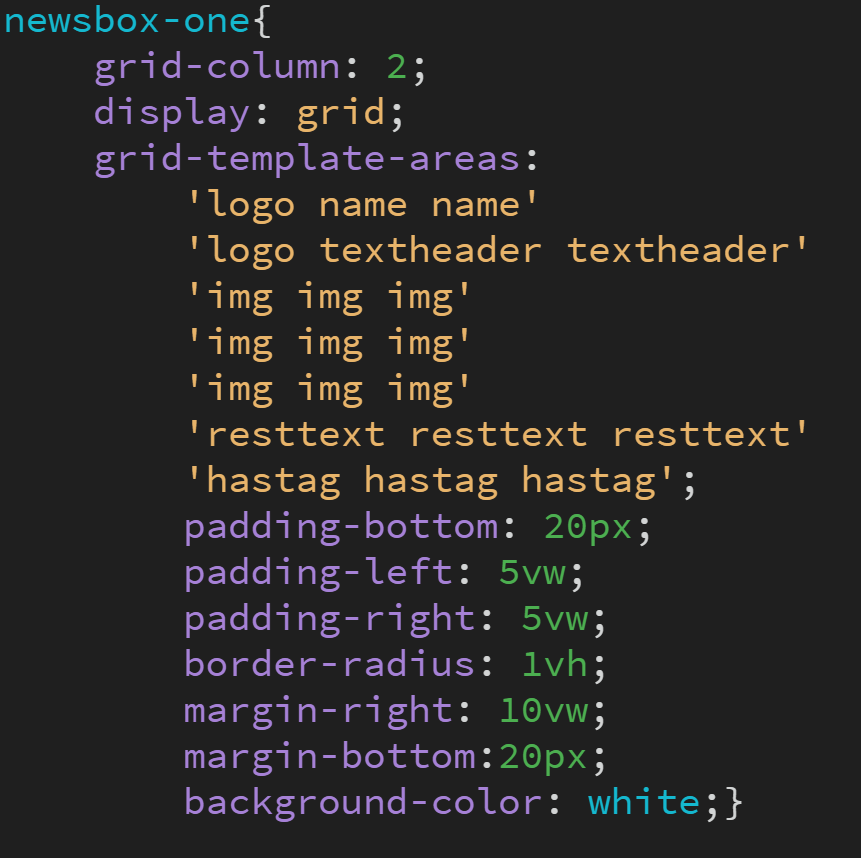 newsbox-one{
grid-column: 2;
display: grid;
grid-template-areas:
'logo name name'
'logo textheader textheader'
'img img img'
'img img img'
'img img img'
'resttext resttext resttext'
'hastag hastag hastag';
padding-bottom: 20px;
padding-left: 5vw;
padding-right: 5vw;
border-radius: 1vh;
margin-right: 10vw;
margin-bottom:20px;
background-color: white;}